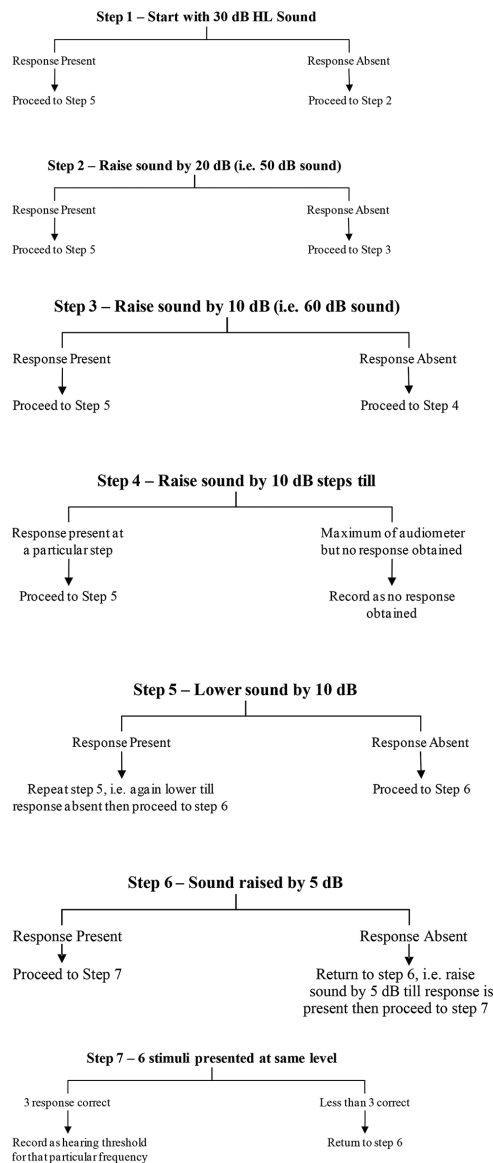 Step 1 – Start with 30 dB HL Sound
Response Present
Response Absent
Proceed to Step 5
Proceed to Step 2
Step 2 – Raise sound by 20 dB (i.e. 50 dB sound)
Response Present
Response Absent
Proceed to Step 5
Proceed to Step 3
Step 3 – Raise sound by 10 dB (i.e. 60 dB sound)
Response Present
Response Absent
Proceed to Step 5
Proceed to Step 4
Step 4 – Raise sound by 10 dB steps till
Response present at
a particular step
Maximum of audiometer
but no response obtained
Proceed to Step 5
Record as no response
obtained
Step 5 – Lower sound by 10 dB
Response Present
Response Absent
Repeat step 5, i.e. again lower till
response absent then proceed to step 6
Proceed to Step 6
Step 6 – Sound raised by 5 dB
Response Present
Response Absent
Proceed to Step 7
Return to step 6, i.e. raise
sound by 5 dB till response is
present then proceed to step 7
Step 7 – 6 stimuli presented at same level
3 response correct
Less than 3 correct
Record as hearing threshold
for that particular frequency
Return to step 6